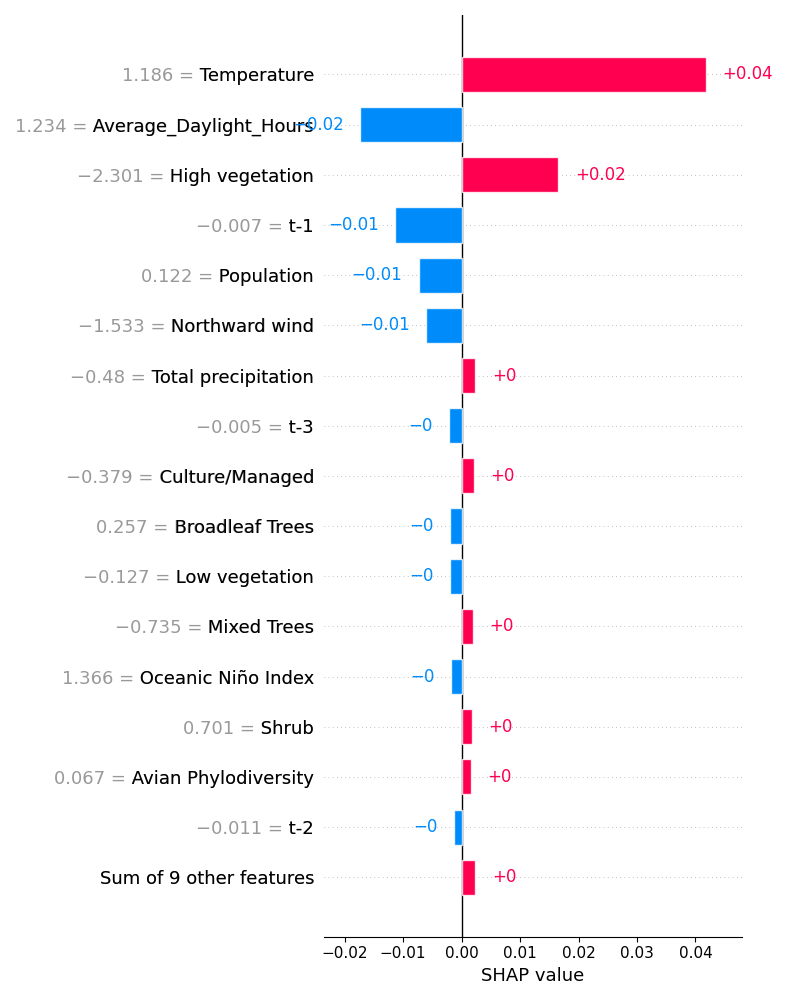 1.186 = Temperature +0.04
1.234 = Average_Daylight_Hours −0.02
−2.301 = High vegetation +0.02
−0.007 = t-1 −0.01
0.122 = Population −0.01
−1.533 = Northward wind −0.01
−0.48 = Total precipitation +0
−0.005 = t-3 −0
−0.379 = Culture/Managed +0
0.257 = Broadleaf Trees −0
−0.127 = Low vegetation −0
−0.735 = Mixed Trees +0
1.366 = Oceanic Niño Index −0
0.701 = Shrub +0
0.067 = Avian Phylodiversity +0
−0.011 = t-2 −0
Sum of 9 other features +0
−0.02 −0.01 0.00 0.01 0.02 0.03 0.04
SHAP value